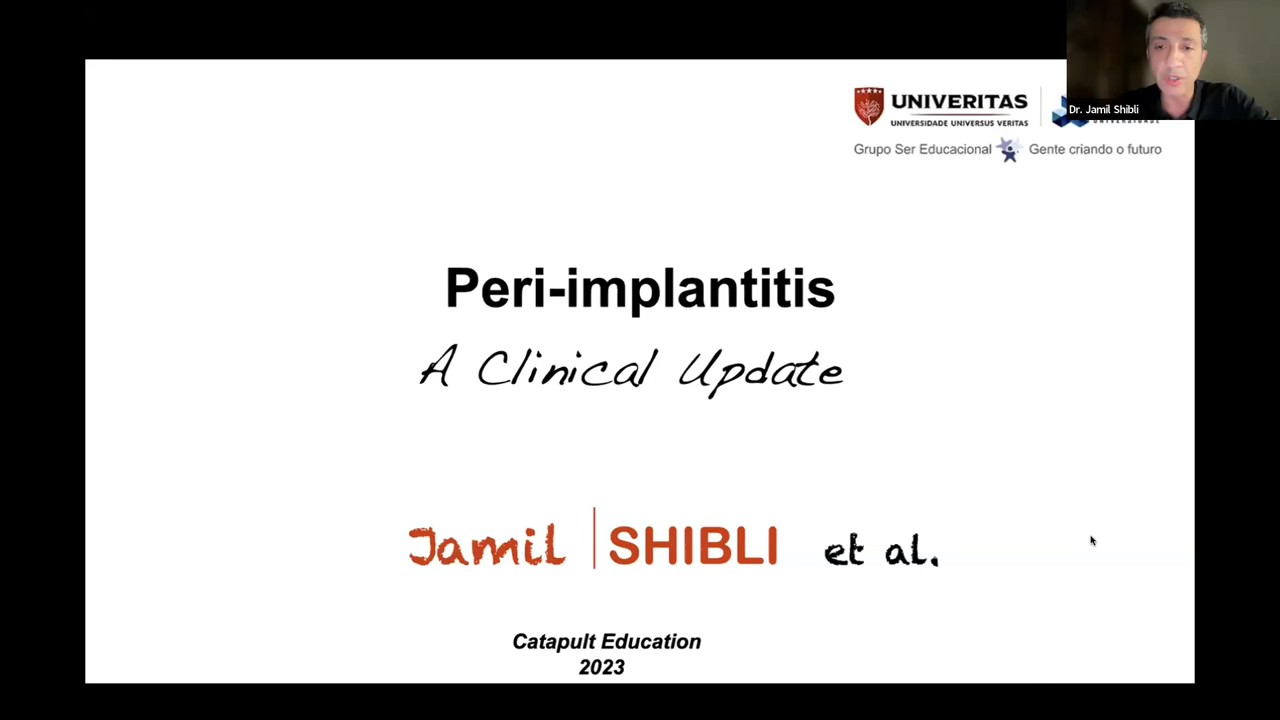 Dr. Jamil Shibli
UNIVERITAS
UNIVERSIDADE UNIVERSUS VERITAS
Grupo Ser Educacional Gente criando o futuro
Peri-implantitis
A Clinical Update
Jamil SHIBLI et al.
Catapult Education
2023